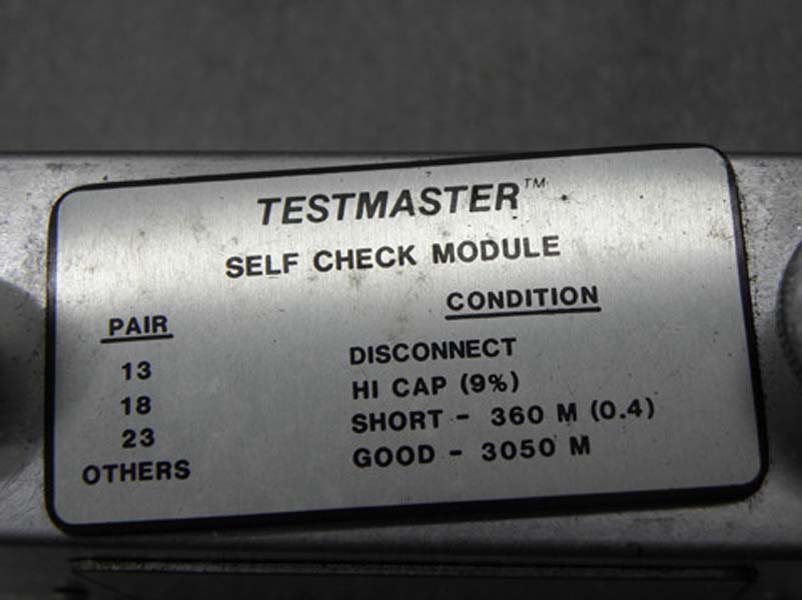 TESTMASTER™
SELF CHECK MODULE
PAIR CONDITION
13 DISCONNECT
18 HI CAP (9%)
23 SHORT - 360 M (0.4)
OTHERS GOOD - 3050 M